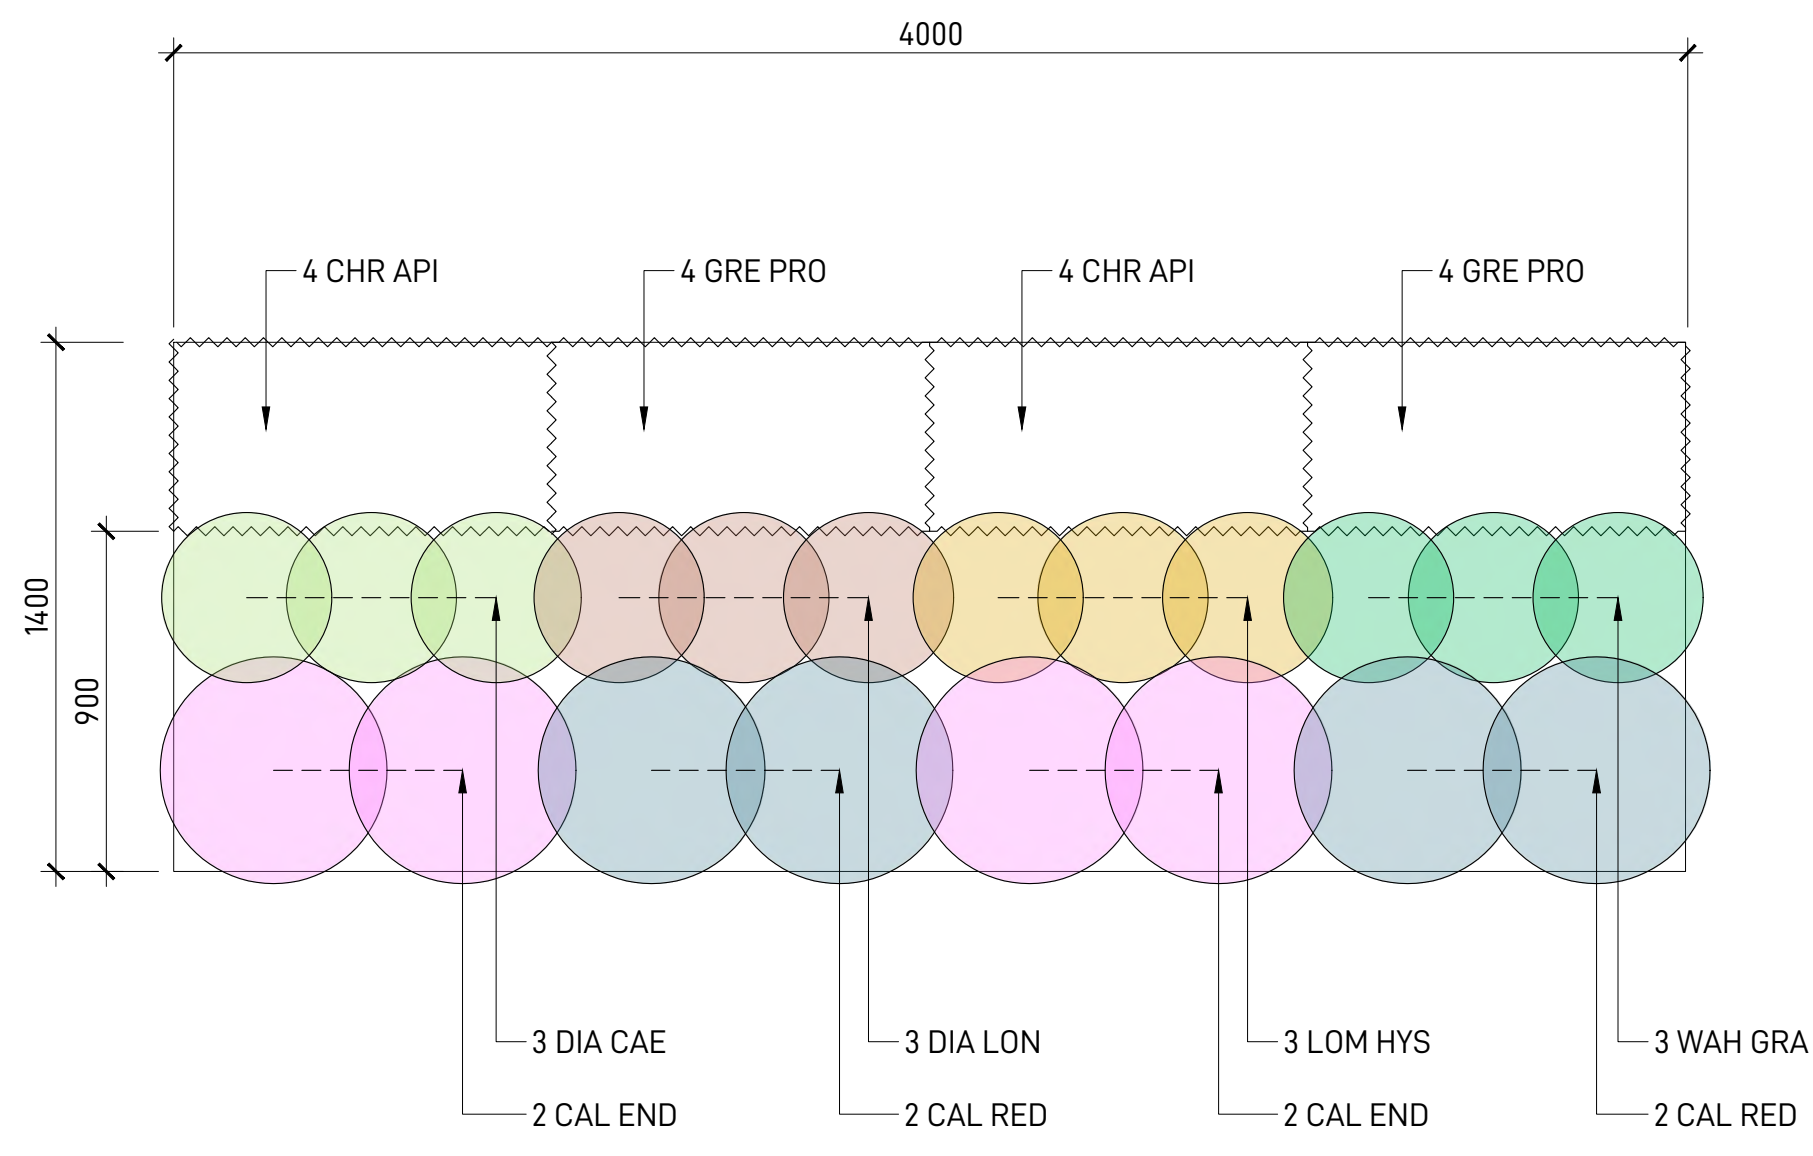 4000
4 CHR API
4 GRE PRO
4 CHR API
4 GRE PRO
1400
900
3 DIA CAE
3 DIA LON
3 LOM HYS
3 WAH GRA
2 CAL END
2 CAL RED
2 CAL END
2 CAL RED